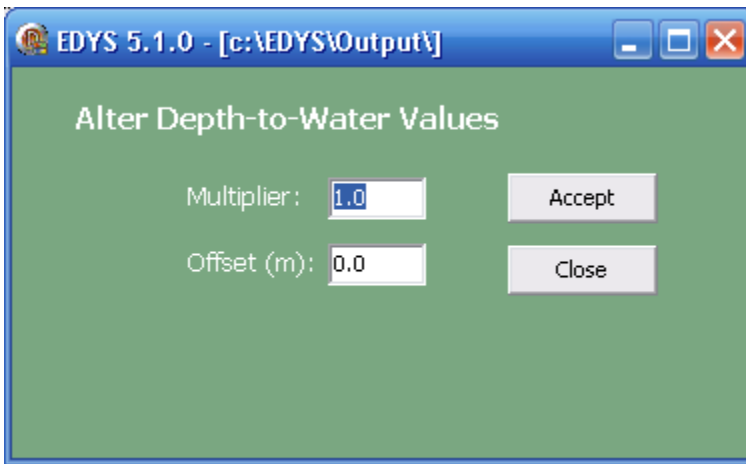 EDYS 5.1.0 - [c:\EDYS\Output\]
Alter Depth-to-Water Values
Multiplier: 1.0 Accept
Offset (m): 0.0 Close